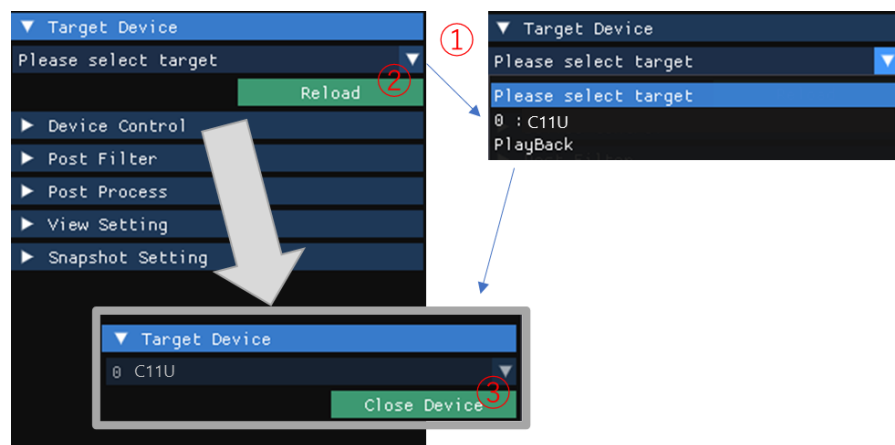 Target Device
Please select target
Reload
Device Control
Post Filter
Post Process
View Setting
Snapshot Setting
①
②
Target Device
Please select target
Please select target
0 : C11U
PlayBack
Target Device
0 C11U
Close Device
③